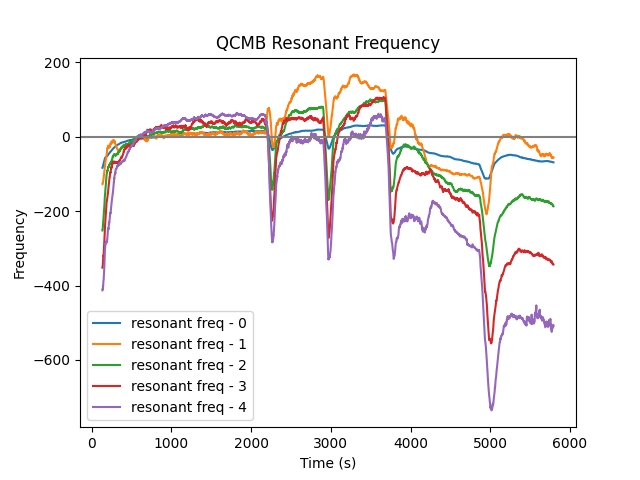 QCMB Resonant Frequency
200
0
−200
−400
−600
Frequency
resonant freq - 0
resonant freq - 1
resonant freq - 2
resonant freq - 3
resonant freq - 4
0 1000 2000 3000 4000 5000 6000
Time (s)